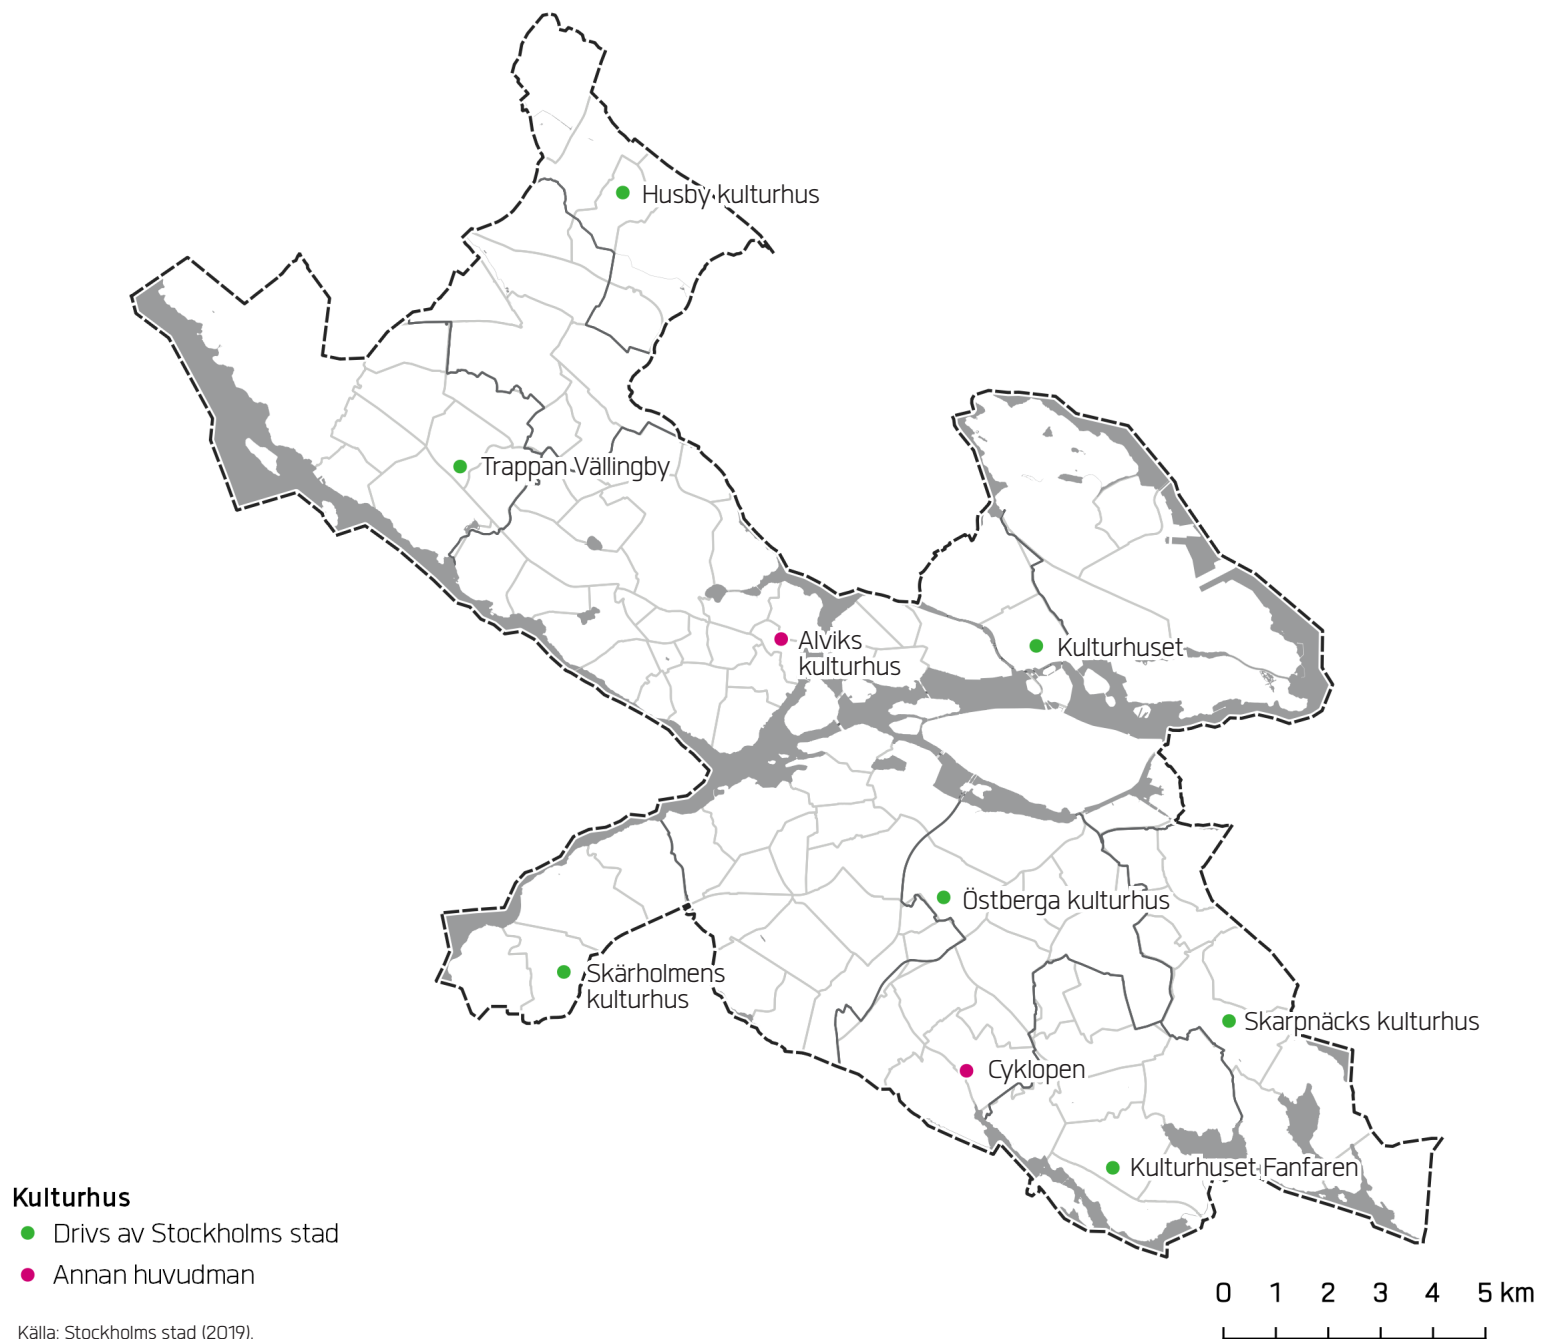 Husby kulturhus
Trappan Vällingby
Alviks
kulturhus
Kulturhuset
Östberga kulturhus
Skärholmens
kulturhus
Skarpnäcks kulturhus
Cyklopen
Kulturhuset Fanfaren
Kulturhus
Drivs av Stockholms stad
Annan huvudman
0 1 2 3 4 5 km
Källa: Stockholms stad (2019).